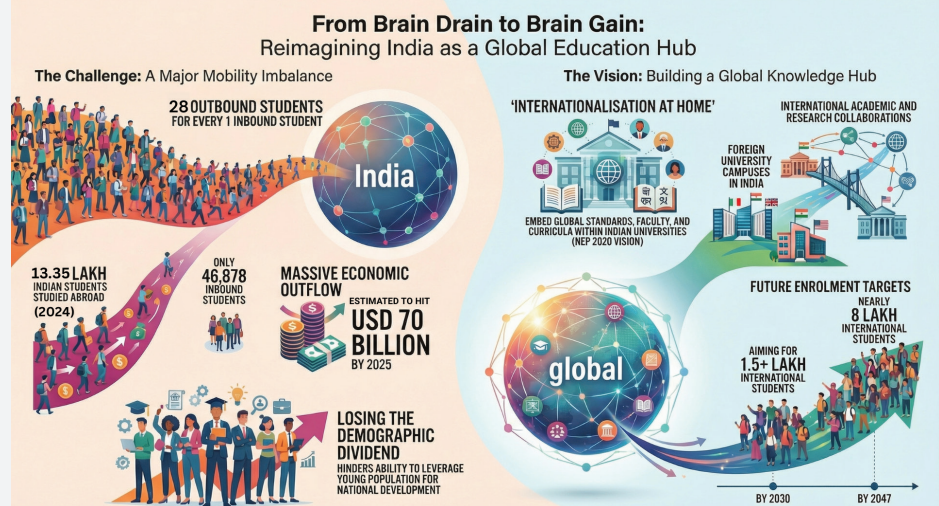 From Brain Drain to Brain Gain:
Reimagining India as a Global Education Hub
The Challenge: A Major Mobility Imbalance
28 OUTBOUND STUDENTS
FOR EVERY 1 INBOUND STUDENT
India
13.35 LAKH
INDIAN STUDENTS
STUDIED ABROAD
(2024)
ONLY
46,878
INBOUND
STUDENTS
MASSIVE ECONOMIC
OUTFLOW
ESTIMATED TO HIT
USD 70
BILLION
BY 2025
LOSING THE
DEMOGRAPHIC
DIVIDEND
HINDERS ABILITY TO LEVERAGE
YOUNG POPULATION FOR
NATIONAL DEVELOPMENT
The Vision: Building a Global Knowledge Hub
'INTERNATIONALISATION AT HOME'
EMBED GLOBAL STANDARDS, FACULTY, AND
CURRICULA WITHIN INDIAN UNIVERSITIES
(NEP 2020 VISION)
FOREIGN
UNIVERSITY
CAMPUSES
IN INDIA
INTERNATIONAL ACADEMIC AND
RESEARCH COLLABORATIONS
global
FUTURE ENROLMENT TARGETS
NEARLY
8 LAKH
INTERNATIONAL
STUDENTS
AIMING FOR
1.5+ LAKH
INTERNATIONAL
STUDENTS
BY 2030
BY 2047